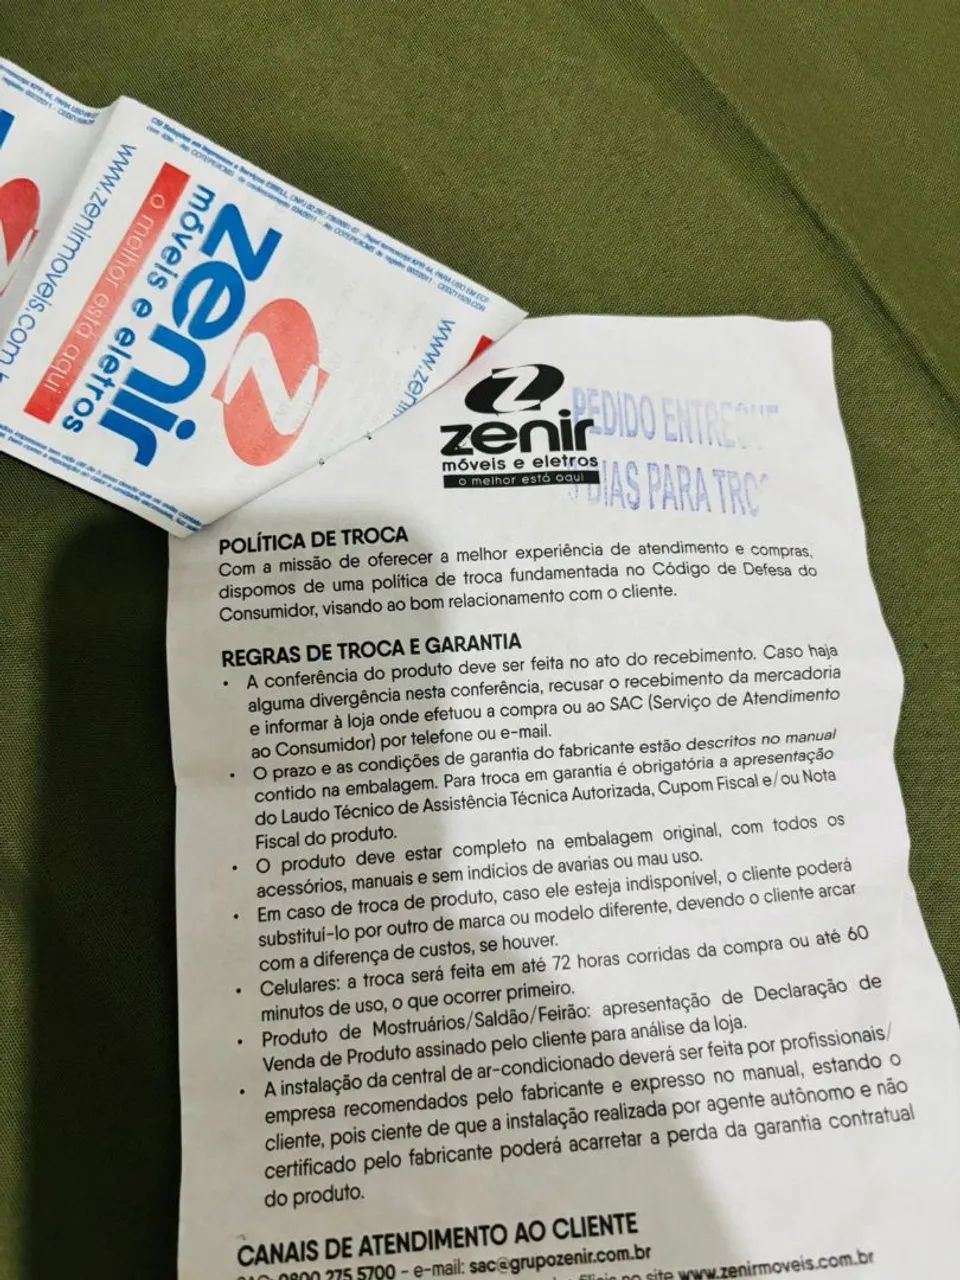 www.zenirmoveis.com
o melhor está aqui
zenir
móveis e eletros
www.zenir
zenir
móveis e eletros
o melhor está aqui
PEDIDO ENTREGUE
DIAS PARA
POLÍTICA DE TROCA
Com a missão de oferecer a melhor experiência de atendimento e compras,
dispomos de uma política de troca fundamentada no Código de Defesa do
Consumidor, visando ao bom relacionamento com o cliente.
REGRAS DE TROCA E GARANTIA
• A conferência do produto deve ser feita no ato do recebimento. Caso haja
alguma divergência nesta conferência, recusar o recebimento da mercadoria
e informar à loja onde efetuou a compra ou ao SAC (Serviço de Atendimento
ao Consumidor) por telefone ou e-mail.
• O prazo e as condições de garantia do fabricante estão descritos no manual
contido na embalagem. Para troca em garantia é obrigatória a apresentação
do Laudo Técnico de Assistência Técnica Autorizada, Cupom Fiscal e/ou Nota
Fiscal do produto.
• O produto deve estar completo na embalagem original, com todos os
acessórios, manuais e sem indícios de avarias ou mau uso.
• Em caso de troca de produto, caso ele esteja indisponível, o cliente poderá
substituí-lo por outro de marca ou modelo diferente, devendo o cliente arcar
com a diferença de custos, se houver.
• Celulares: a troca será feita em até 72 horas corridas da compra ou até 60
minutos de uso, o que ocorrer primeiro.
• Produto de Mostruários/Saldão/Feirão: apresentação de Declaração de
Venda de Produto assinado pelo cliente para análise da loja.
• A instalação da central de ar-condicionado deverá ser feita por profissionais/
empresa recomendados pelo fabricante e expresso no manual, estando o
cliente, pois ciente de que a instalação realizada por agente autônomo e não
certificado pelo fabricante poderá acarretar a perda da garantia contratual
do produto.
CANAIS DE ATENDIMENTO AO CLIENTE
SAC: 0800 275 5700 - e-mail: sac@grupozenir.com.br
no site www.zenirmoveis.com.br